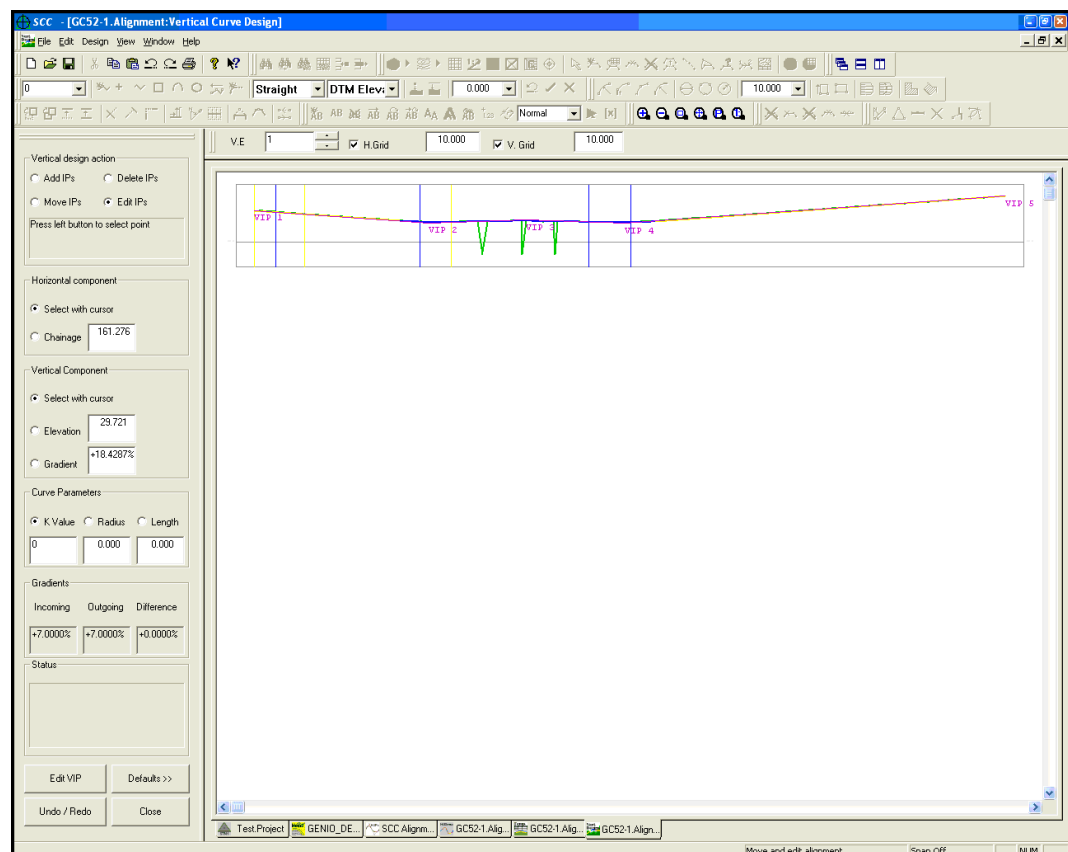 SCC - [GC52-1.Alignment:Vertical Curve Design]
File Edit Design View Window Help
0 Straight DTM Elev: 0.000 10.000
Normal
V.E 1 H.Grid 10.000 V. Grid 10.000
Vertical design action
Add IPs Delete IPs
Move IPs Edit IPs
Press left button to select point
Horizontal component
Select with cursor
Chainage 161.276
Vertical Component
Select with cursor
Elevation 29.721
Gradient +18.4287%
Curve Parameters
K Value Radius Length
0 0.000 0.000
Gradients
Incoming Outgoing Difference
+7.0000% +7.0000% +0.0000%
Status
Edit VIP Defaults >>
Undo / Redo Close
VIP 1
VIP 2
VIP 3
VIP 4
VIP 5
Test.Project GENIO_DE... SCC Alignm... GC52-1.Alig... GC52-1.Alig... GC52-1.Align...
Move and edit alignment Snap Off NUM